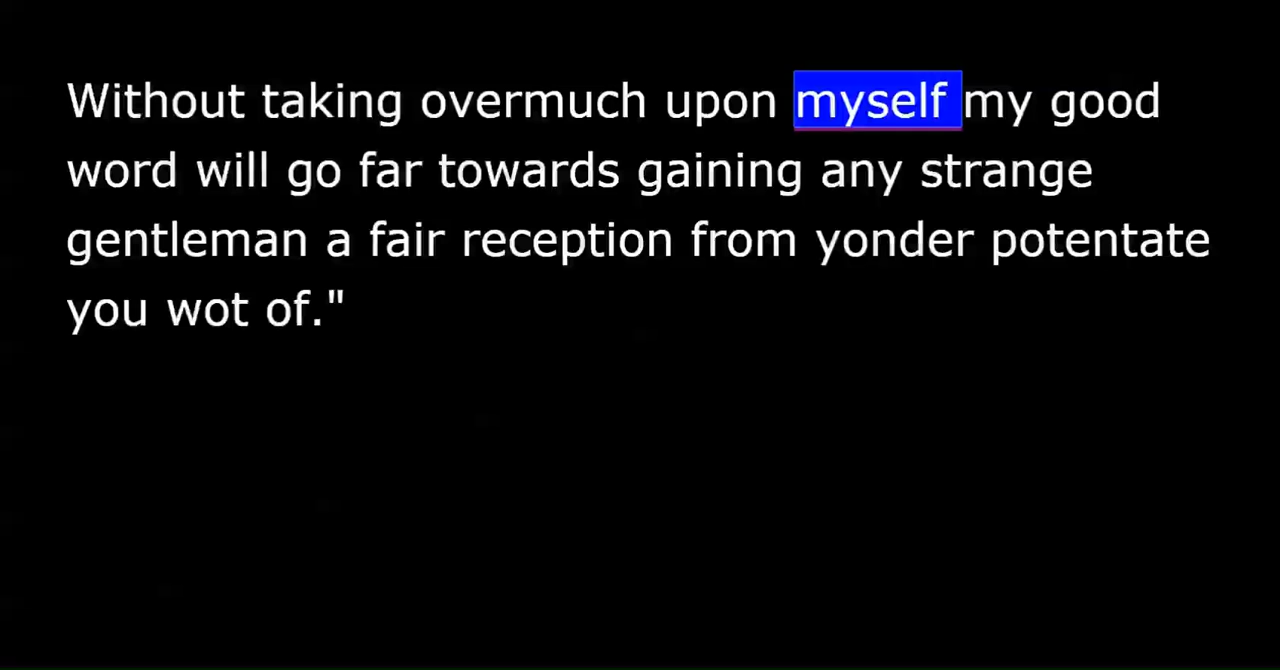 Without taking overmuch upon myself my good
word will go far towards gaining any strange
gentleman a fair reception from yonder potentate
you wot of."